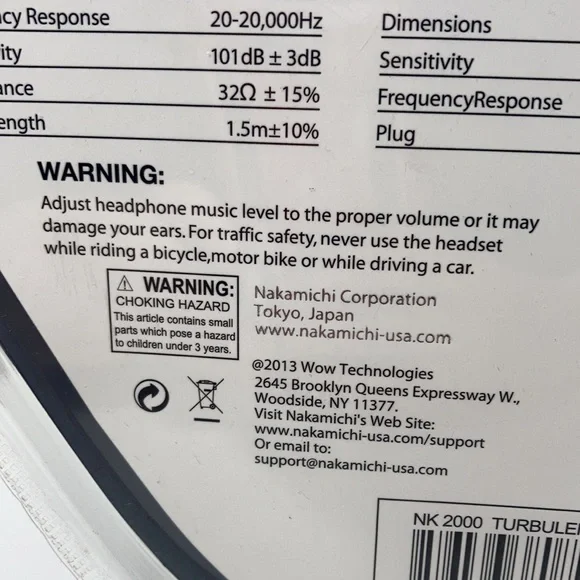 cy Response 20-20,000Hz
ity 101dB ± 3dB
ance 32Ω ± 15%
ength 1.5m±10%
Dimensions
Sensitivity
FrequencyResponse
Plug
WARNING:
Adjust headphone music level to the proper volume or it may
damage your ears. For traffic safety, never use the headset
while riding a bicycle,motor bike or while driving a car.
WARNING:
CHOKING HAZARD
This article contains small
parts which pose a hazard
to children under 3 years.
Nakamichi Corporation
Tokyo, Japan
www.nakamichi-usa.com
@2013 Wow Technologies
2645 Brooklyn Queens Expressway W.,
Woodside, NY 11377.
Visit Nakamichi's Web Site:
www.nakamichi-usa.com/support
Or email to:
support@nakamichi-usa.com
NK 2000 TURBULE